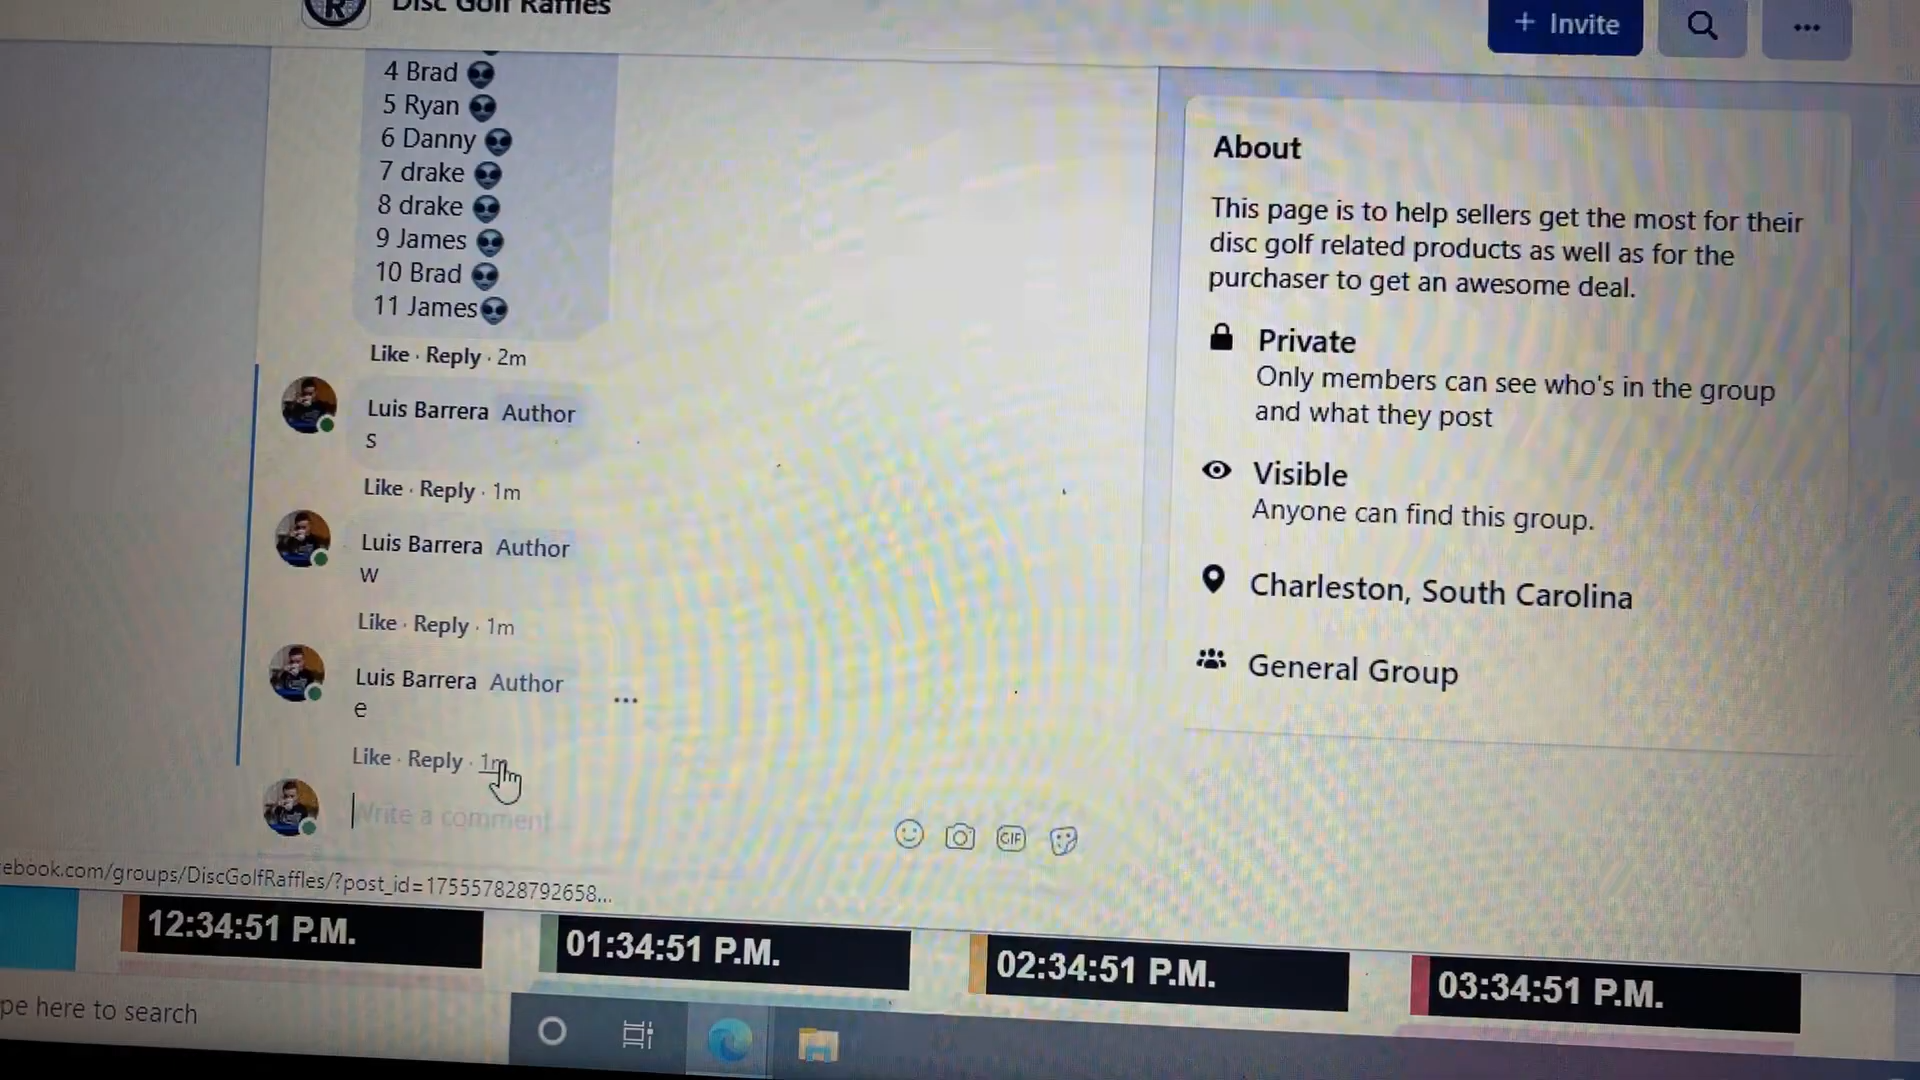 Disc Golf Raffles
+ Invite
4 Brad 👽
5 Ryan 👽
6 Danny 👽
7 drake 👽
8 drake 👽
9 James 👽
10 Brad 👽
11 James👽
Like · Reply · 2m
Luis Barrera Author
S
Like · Reply · 1m
Luis Barrera Author
W
Like · Reply · 1m
Luis Barrera Author
e
Like · Reply · 1m
Write a comment
GIF
ebook.com/groups/DiscGolfRaffles/?post_id=175557828792658...
About
This page is to help sellers get the most for their
disc golf related products as well as for the
purchaser to get an awesome deal.
Private
Only members can see who's in the group
and what they post
Visible
Anyone can find this group.
Charleston, South Carolina
General Group
12:34:51 P.M.
01:34:51 P.M.
02:34:51 P.M.
03:34:51 P.M.
pe here to search